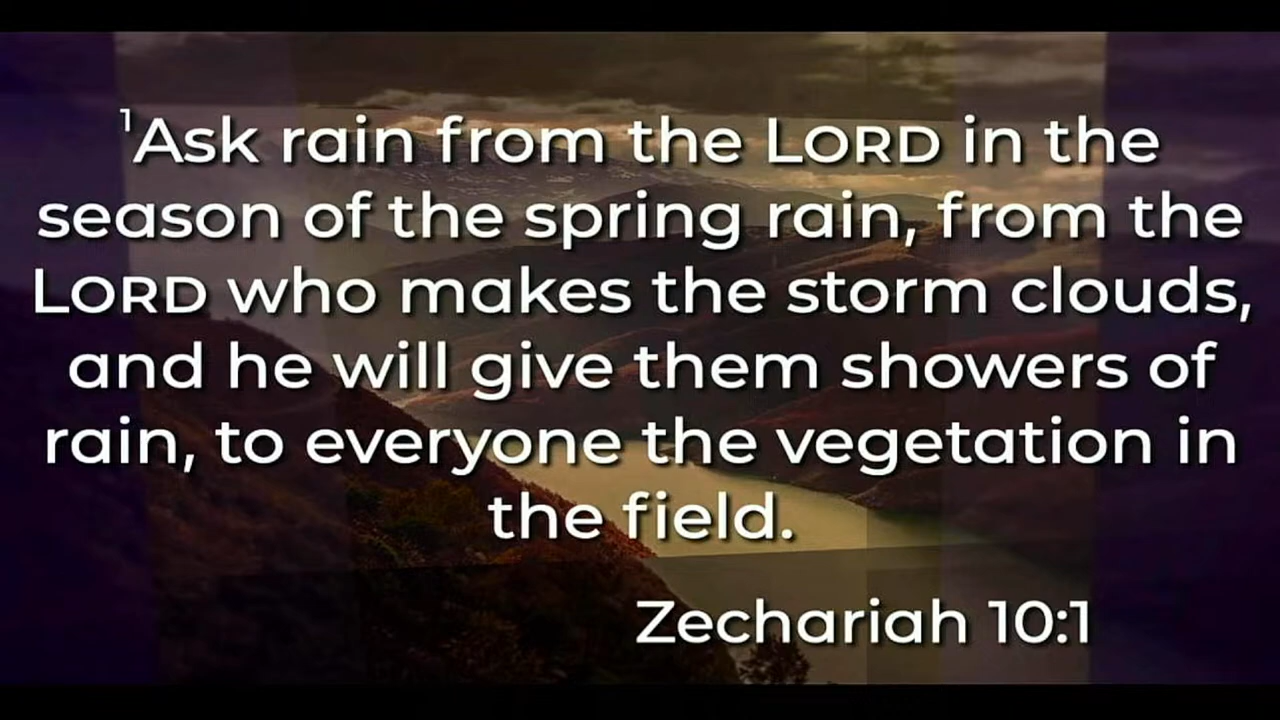 ¹Ask rain from the LORD in the
season of the spring rain, from the
LORD who makes the storm clouds,
and he will give them showers of
rain, to everyone the vegetation in
the field.
Zechariah 10:1